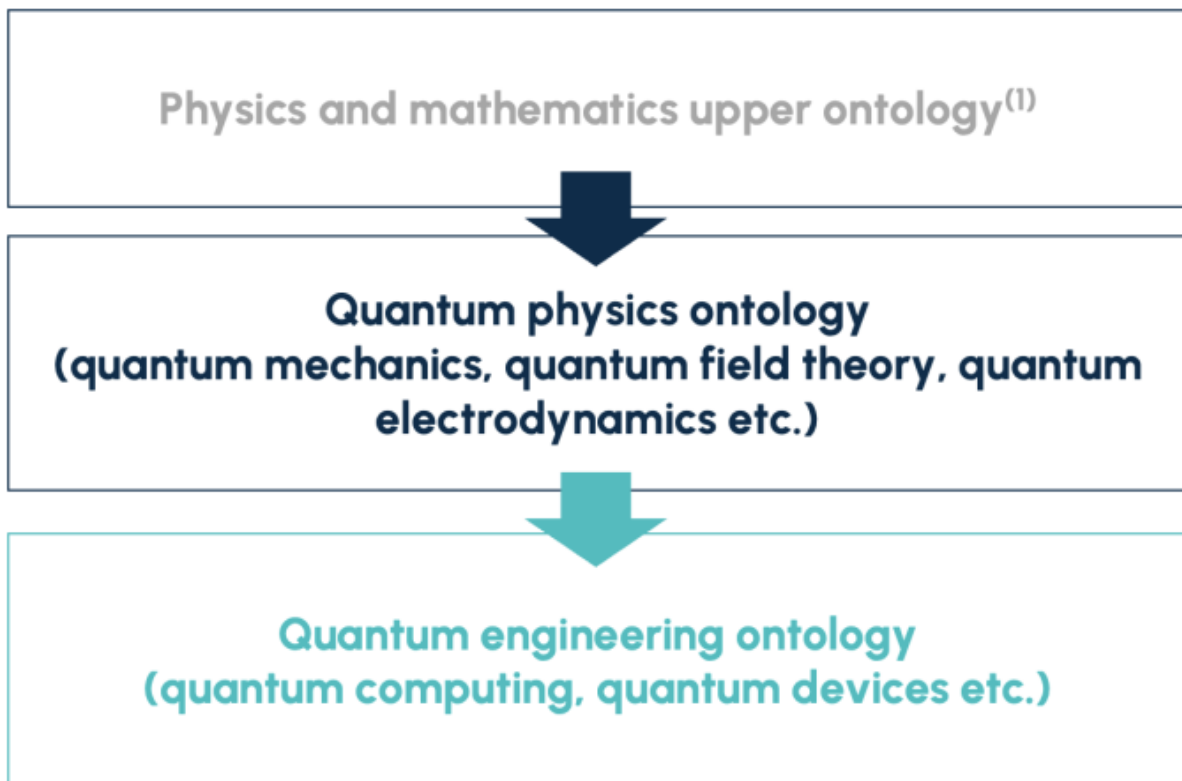 Physics and mathematics upper ontology(1)
Quantum physics ontology
(quantum mechanics, quantum field theory, quantum
electrodynamics etc.)
Quantum engineering ontology
(quantum computing, quantum devices etc.)